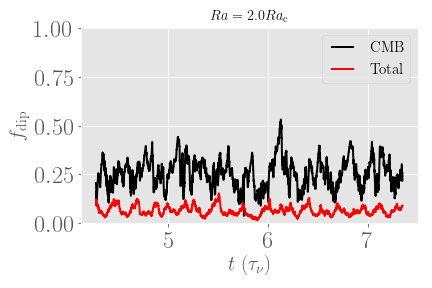 Ra = 2.0Ra_c
1.00
0.75
0.50
0.25
0.00
f_dip
CMB
Total
5 6 7
t (τ_ν)